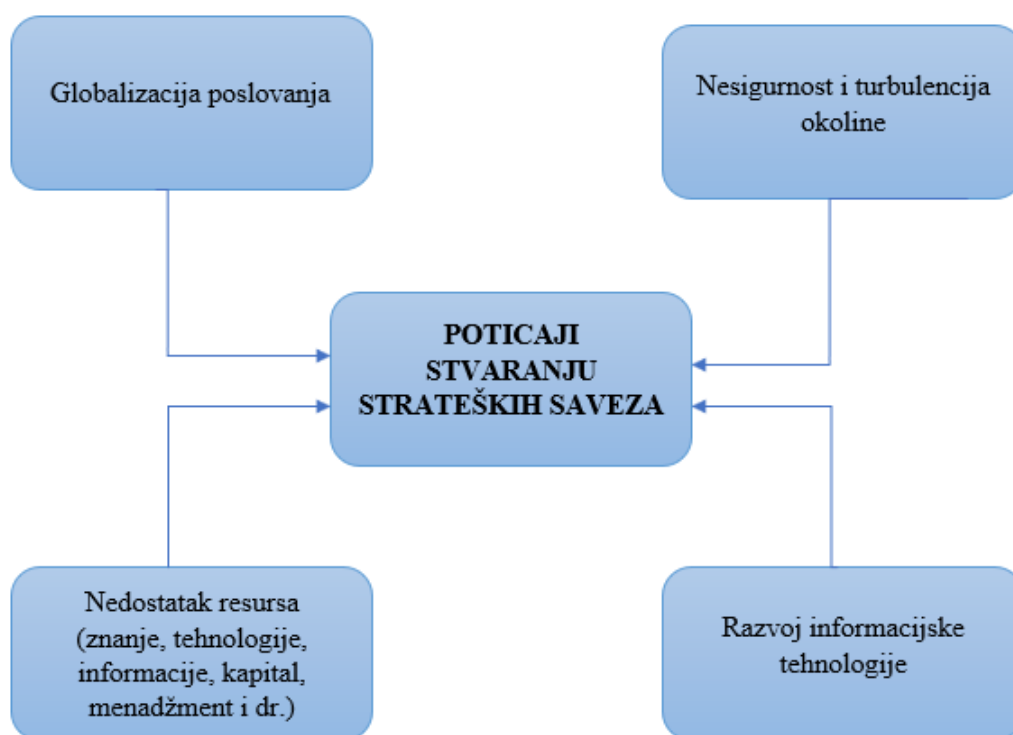 Globalizacija poslovanja
Nesigurnost i turbulencija
okoline
POTICAJI
STVARANJU
STRATEŠKIH SAVEZA
Nedostatak resursa
(znanje, tehnologije,
informacije, kapital,
menadžment i dr.)
Razvoj informacijske
tehnologije